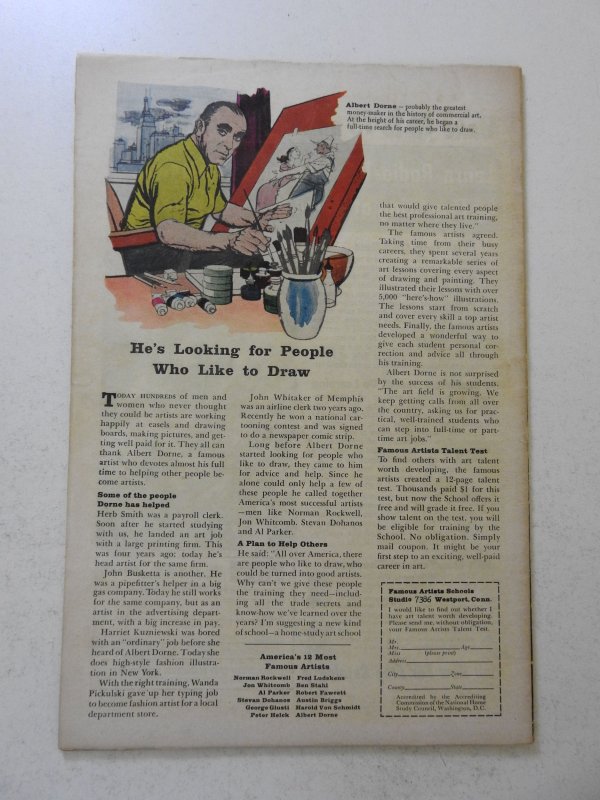 Albert Dorne – probably the greatest
money-maker in the history of commercial art.
At the height of his career, he began a
full-time search for people who like to draw.
He's Looking for People
Who Like to Draw
TODAY HUNDREDS of men and
women who never thought
they could be artists are working
happily at easels and drawing
boards, making pictures, and get-
ting well paid for it. They all can
thank Albert Dorne, a famous
artist who devotes almost his full
time to helping other people be-
come artists.
Some of the people
Dorne has helped
Herb Smith was a payroll clerk.
Soon after he started studying
with us, he landed an art job
with a large printing firm. This
was four years ago: today he's
head artist for the same firm.
John Busketta is another. He
was a pipefitter's helper in a big
gas company. Today he still works
for the same company, but as an
artist in the advertising depart-
ment, with a big increase in pay.
Harriet Kuzniewski was bored
with an "ordinary" job before she
heard of Albert Dorne. Today she
does high-style fashion illustra-
tion in New York.
With the right training, Wanda
Pickulski gave up her typing job
to become fashion artist for a local
department store.
John Whitaker of Memphis
was an airline clerk two years ago.
Recently he won a national car-
tooning contest and was signed
to do a newspaper comic strip.
Long before Albert Dorne
started looking for people who
like to draw, they came to him
for advice and help. Since he
alone could only help a few of
these people he called together
America's most successful artists
—men like Norman Rockwell,
Jon Whitcomb, Stevan Dohanos
and Al Parker.
A Plan to Help Others
He said: "All over America, there
are people who like to draw, who
could be turned into good artists.
Why can't we give these people
the training they need—includ-
ing all the trade secrets and
know-how we've learned over the
years? I'm suggesting a new kind
of school—a home-study art school
America's 12 Most
Famous Artists
Norman Rockwell Fred Ludekens
Jon Whitcomb Ben Stahl
Al Parker Robert Fawcett
Stevan Dohanos Austin Briggs
George Giusti Harold Von Schmidt
Peter Helck Albert Dorne
that would give talented people
the best professional art training,
no matter where they live."
The famous artists agreed.
Taking time from their busy
careers, they spent several years
creating a remarkable series of
art lessons covering every aspect
of drawing and painting. They
illustrated their lessons with over
5,000 "here's-how" illustrations.
The lessons start from scratch
and cover every skill a top artist
needs. Finally, the famous artists
developed a wonderful way to
give each student personal cor-
rection and advice all through
his training.
Albert Dorne is not surprised
by the success of his students.
"The art field is growing. We
keep getting calls from all over
the country, asking us for prac-
tical, well-trained students who
can step into full-time or part-
time art jobs."
Famous Artists Talent Test
To find others with art talent
worth developing, the famous
artists created a 12-page talent
test. Thousands paid $1 for this
test, but now the School offers it
free and will grade it free. If you
show talent on the test, you will
be eligible for training by the
School. No obligation. Simply
mail coupon. It might be your
first step to an exciting, well-paid
career in art.
Famous Artists Schools
Studio 7386 Westport, Conn.
I would like to find out whether I
have art talent worth developing.
Please send me, without obligation,
your Famous Artists Talent Test.
Mr.
Mrs. Age
Miss (please print)
Address
City Zone
County State
Accredited by the Accrediting
Commission of the National Home
Study Council, Washington, D.C.